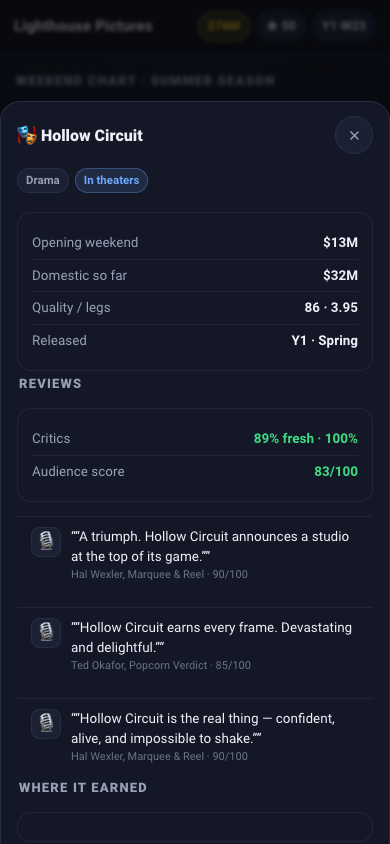 Lighthouse Pictures
$76M
★ 50
Y1·W23
WEEKEND CHART · SUMMER SEASON
Hollow Circuit
×
Drama
In theaters
Opening weekend $13M
Domestic so far $32M
Quality / legs 86 · 3.95
Released Y1 · Spring
REVIEWS
Critics 89% fresh · 100%
Audience score 83/100
"“A triumph. Hollow Circuit announces a studio
at the top of its game.”"
Hal Wexler, Marquee & Reel · 90/100
"“Hollow Circuit earns every frame. Devastating
and delightful.”"
Ted Okafor, Popcorn Verdict · 85/100
"“Hollow Circuit is the real thing — confident,
alive, and impossible to shake.”"
Hal Wexler, Marquee & Reel · 90/100
WHERE IT EARNED